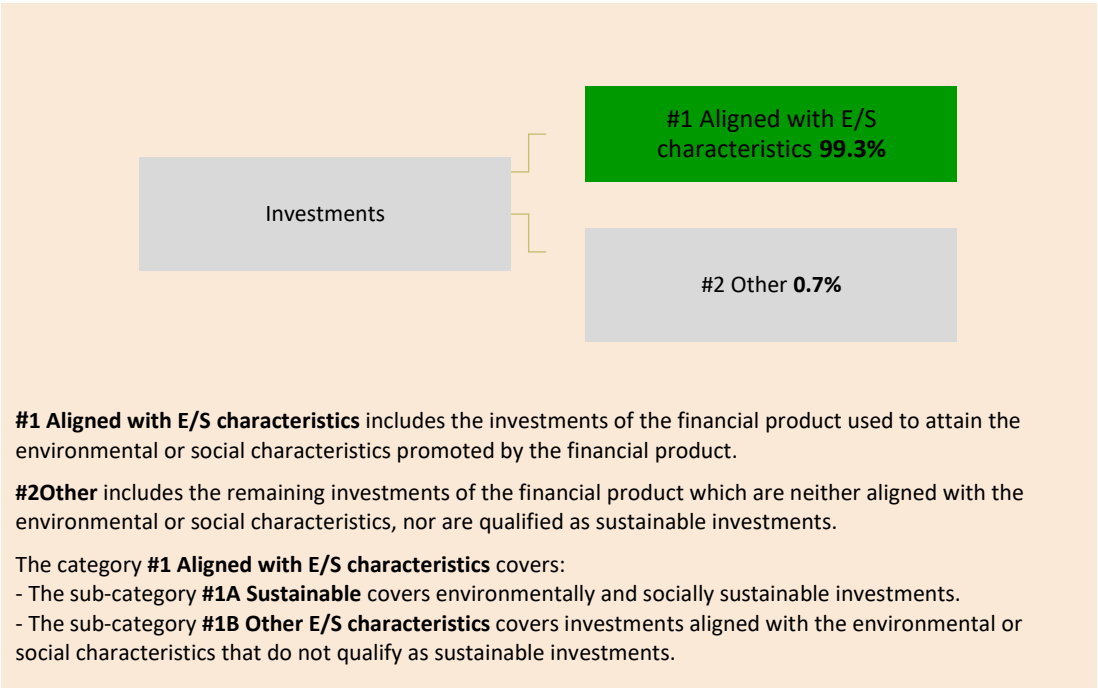 #1 Aligned with E/S
characteristics 99.3%
Investments
#2 Other 0.7%
#1 Aligned with E/S characteristics includes the investments of the financial product used to attain the
environmental or social characteristics promoted by the financial product.
#2Other includes the remaining investments of the financial product which are neither aligned with the
environmental or social characteristics, nor are qualified as sustainable investments.
The category #1 Aligned with E/S characteristics covers:
- The sub-category #1A Sustainable covers environmentally and socially sustainable investments.
- The sub-category #1B Other E/S characteristics covers investments aligned with the environmental or
social characteristics that do not qualify as sustainable investments.